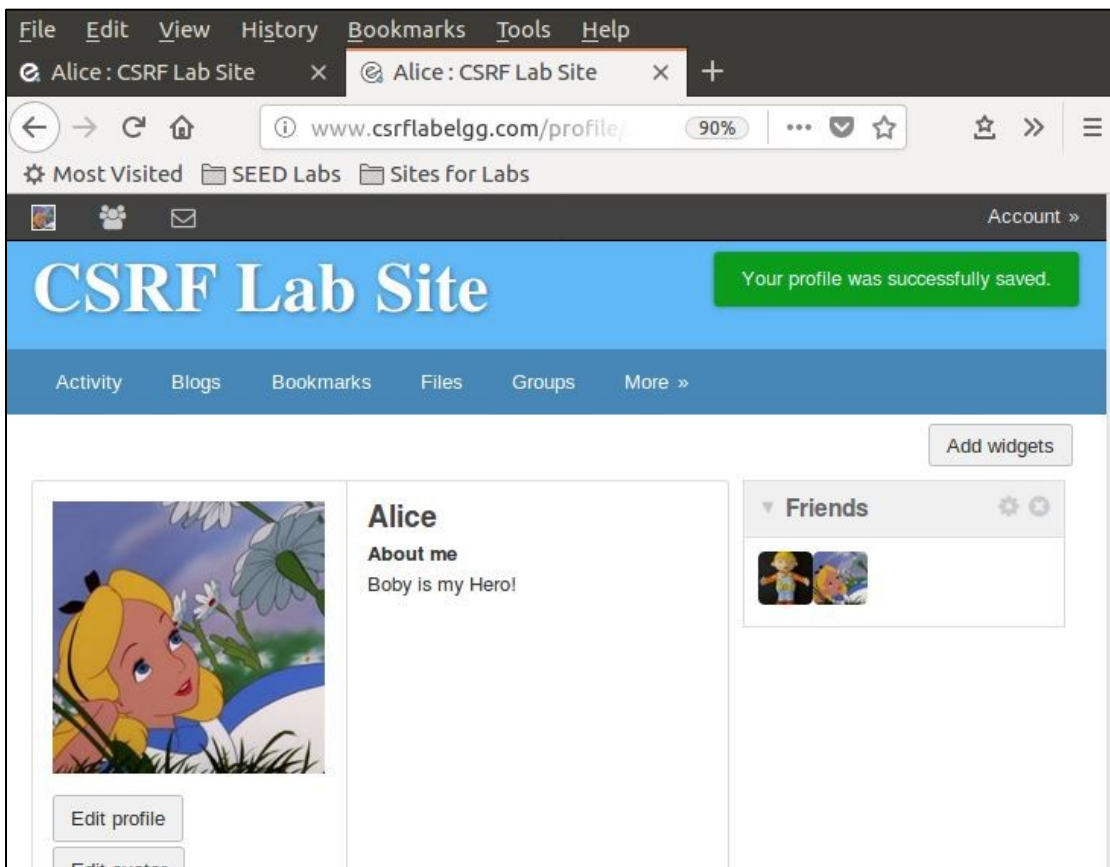 File Edit View History Bookmarks Tools Help
Alice : CSRF Lab Site × Alice : CSRF Lab Site × +
www.csrflabelgg.com/profile/ 90%
Most Visited SEED Labs Sites for Labs
Account »
CSRF Lab Site
Your profile was successfully saved.
Activity Blogs Bookmarks Files Groups More »
Add widgets
Alice
Friends
About me
Boby is my Hero!
Edit profile
Edit avatar